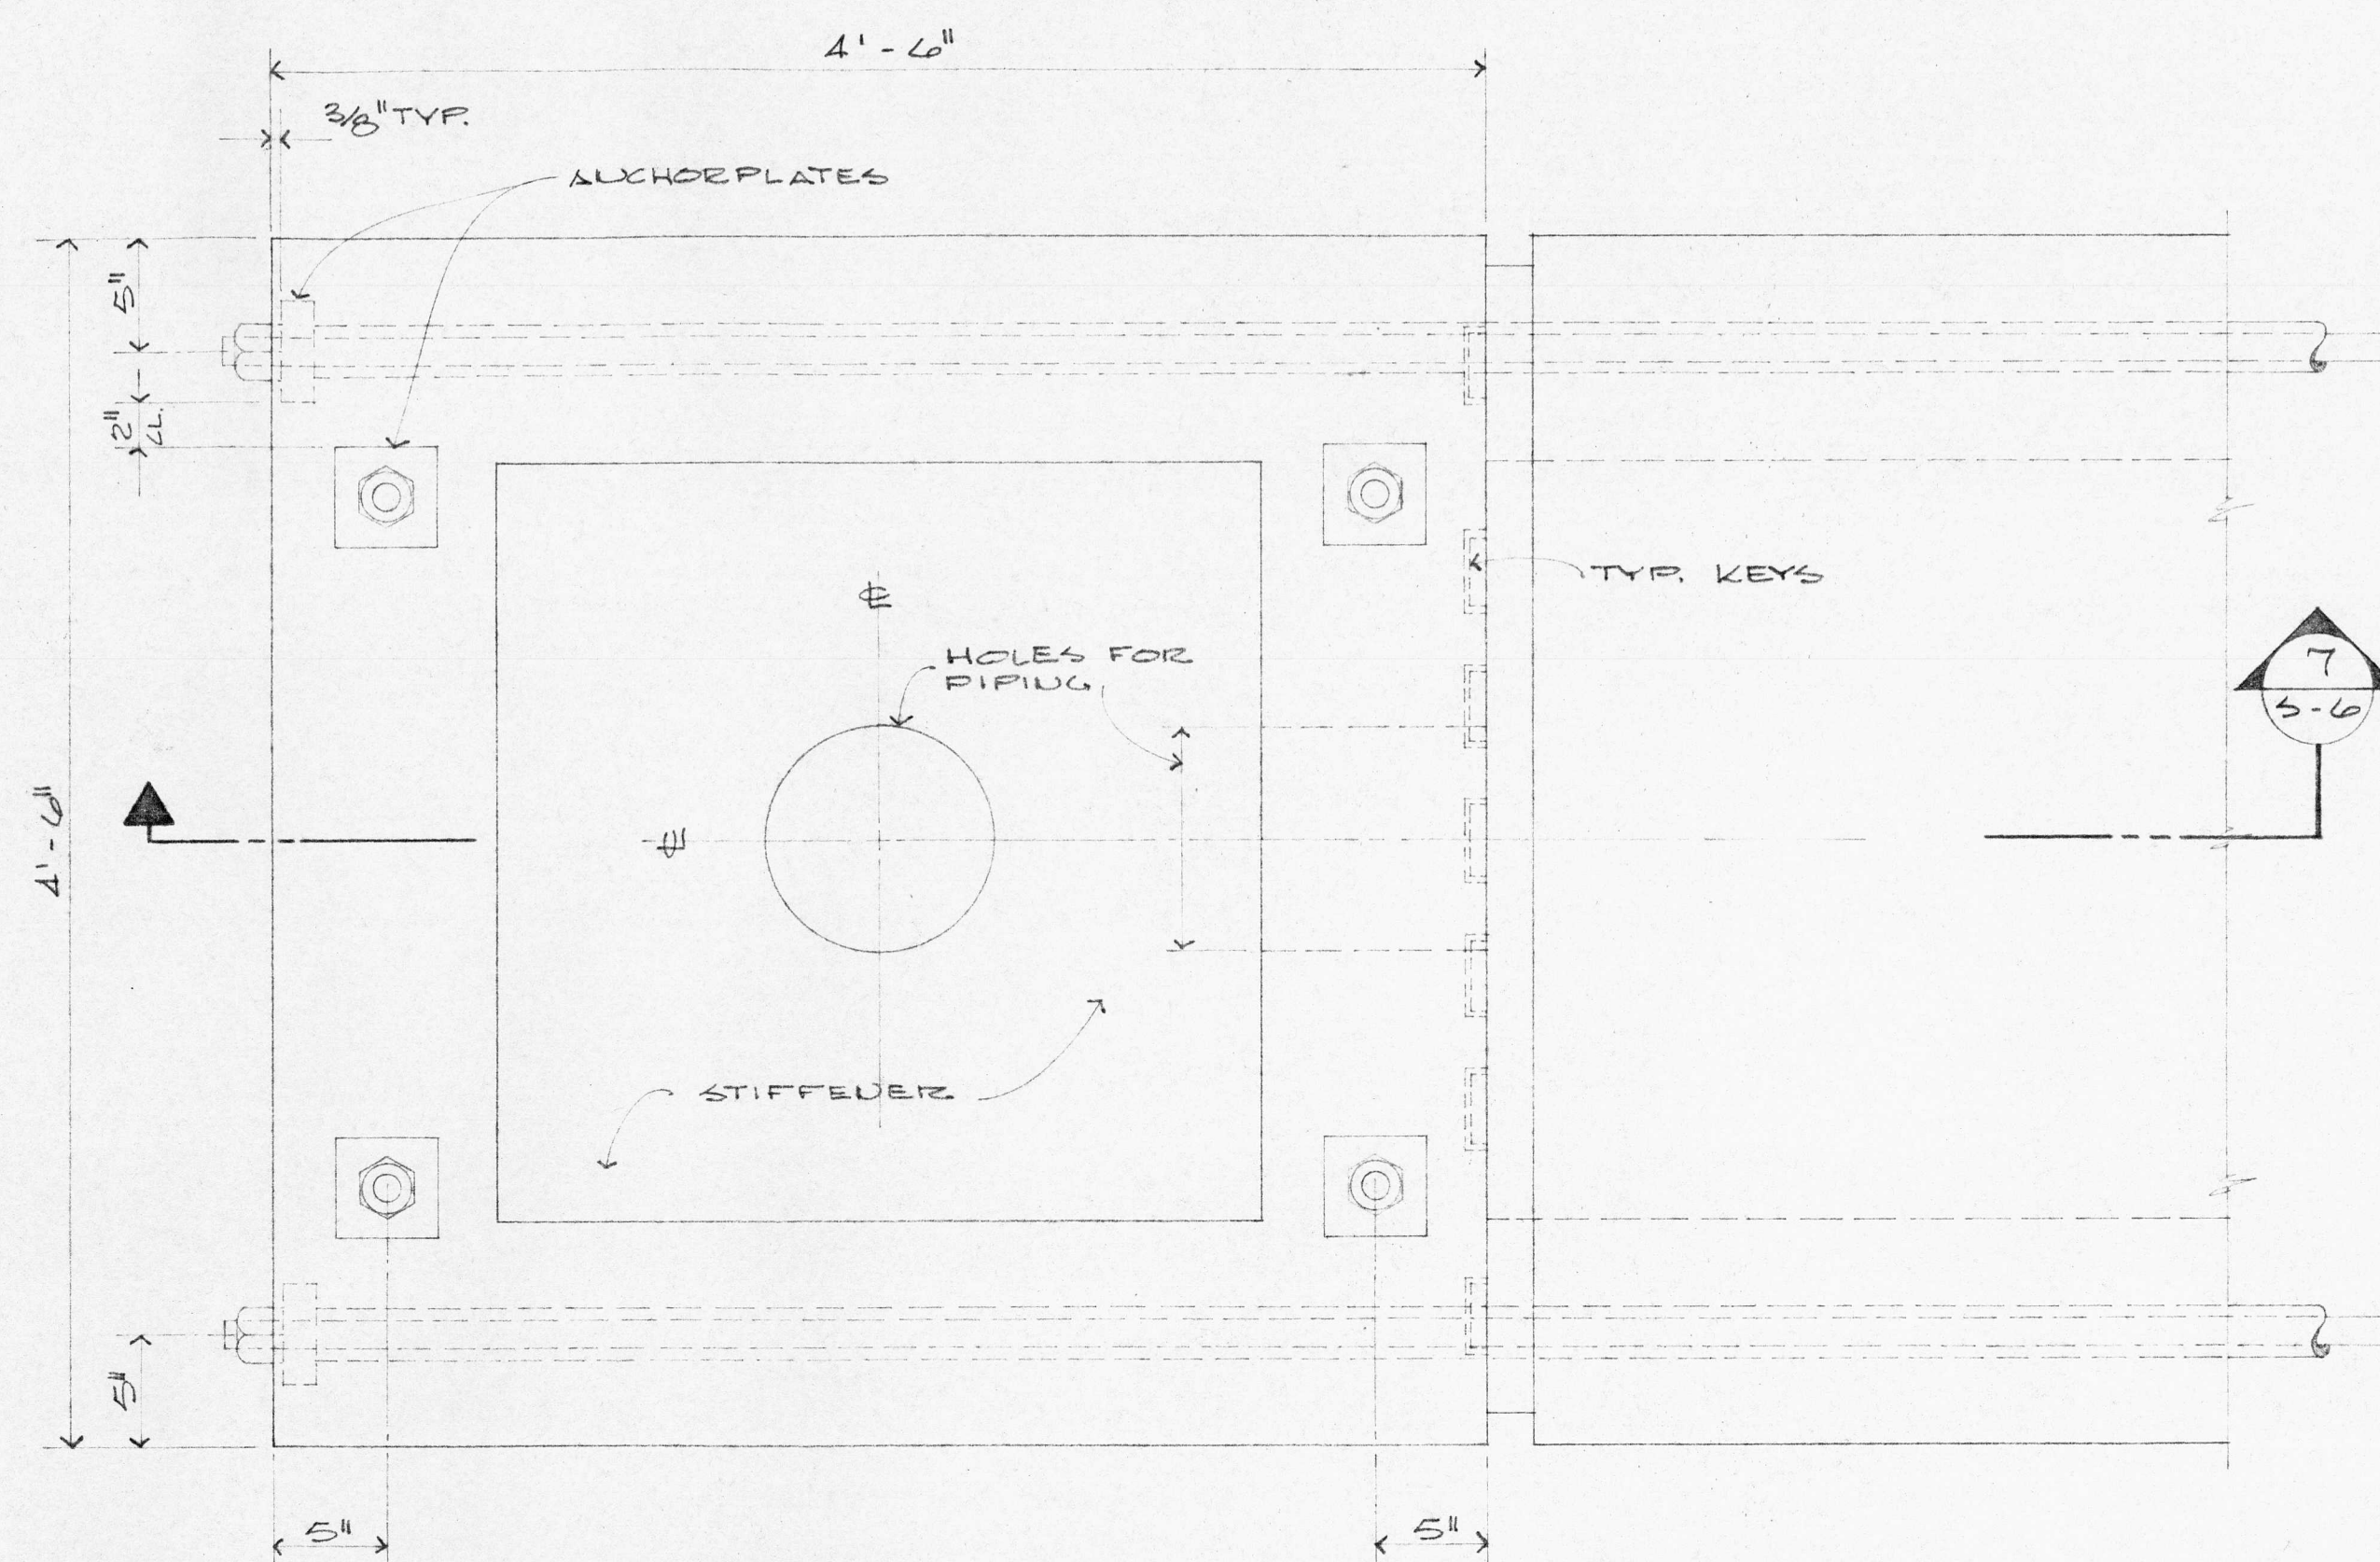 4'-6"
3/8" TYP.
ANCHORPLATES
5"
2"
CL.
TYP. KEYS
℄
HOLES FOR
PIPING
7
S-6
4'-6"
℄
STIFFENER
5"
5"
5"